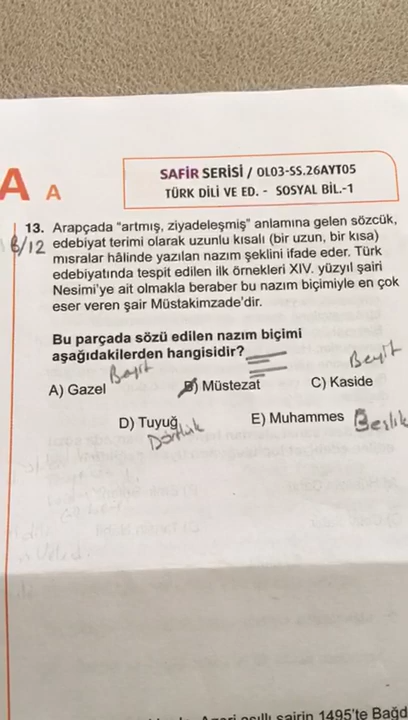 A A
SAFİR SERİSİ / OL03-SS.26AYT05
TÜRK DİLİ VE ED. - SOSYAL BİL.-1
13. Arapçada "artmış, ziyadeleşmiş" anlamına gelen sözcük,
6/12 edebiyat terimi olarak uzunlu kısalı (bir uzun, bir kısa)
mısralar hâlinde yazılan nazım şeklini ifade eder. Türk
edebiyatında tespit edilen ilk örnekleri XIV. yüzyıl şairi
Nesimi'ye ait olmakla beraber bu nazım biçimiyle en çok
eser veren şair Müstakimzade'dir.
Bu parçada sözü edilen nazım biçimi
aşağıdakilerden hangisidir?
Beyit
Beyit
A) Gazel B) Müstezat C) Kaside
D) Tuyuğ E) Muhammes Beşlik
Dörtlük
şairin 1495'te Bağd